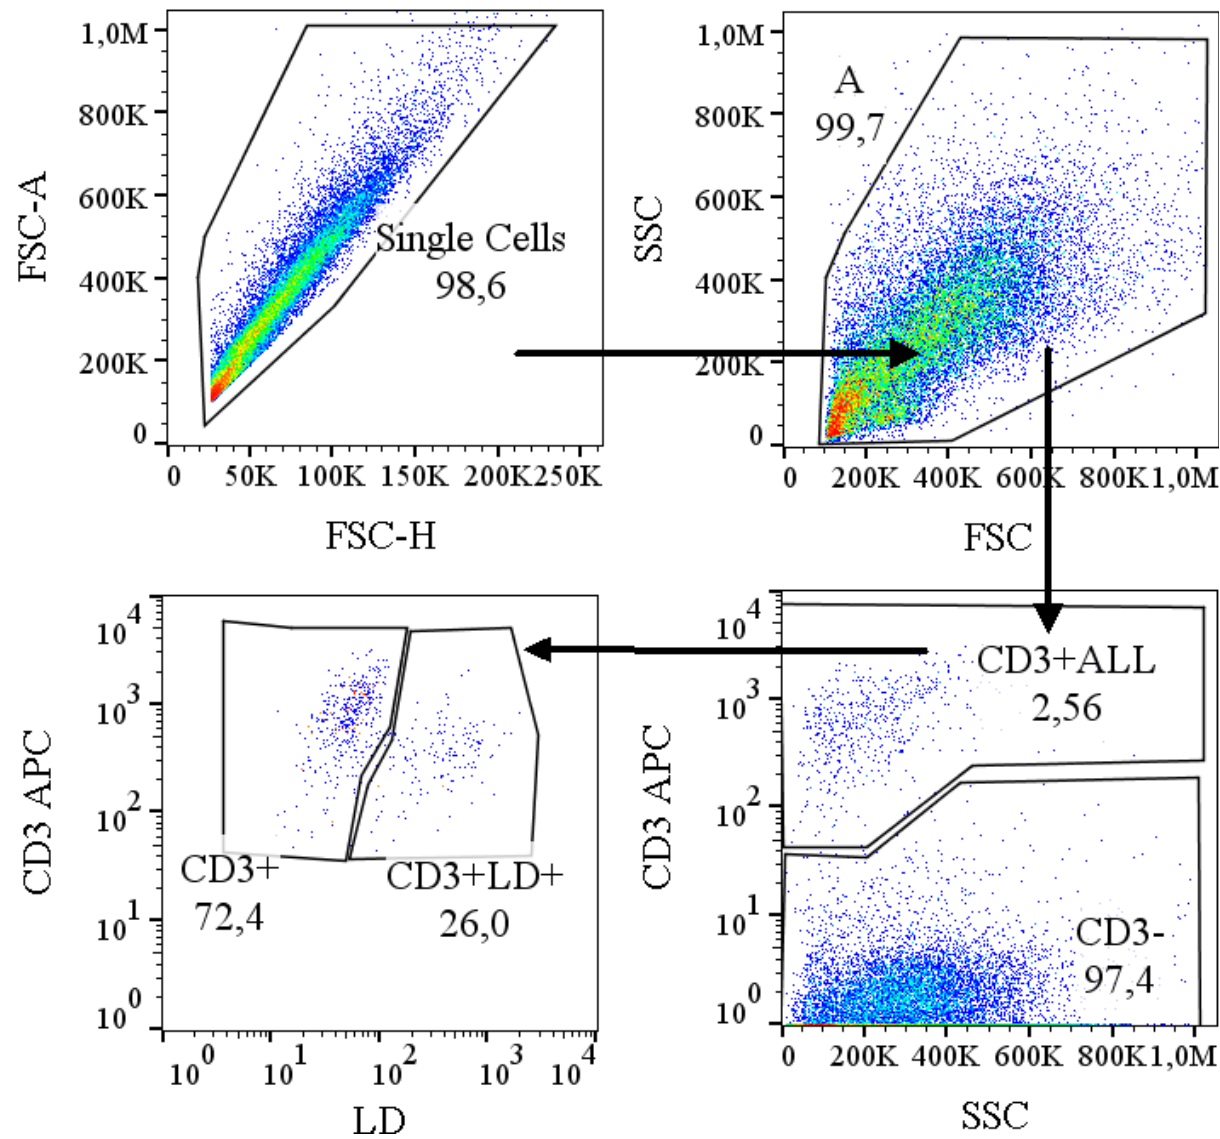 1,0M
800K
600K
400K
200K
0
FSC-A
Single Cells
98,6
0 50K 100K 150K 200K 250K
FSC-H
1,0M
800K
600K
400K
200K
0
SSC
A
99,7
0 200K 400K 600K 800K 1,0M
FSC
10^4
10^3
10^2
10^1
10^0
CD3 APC
CD3+
72,4
CD3+LD+
26,0
10^0 10^1 10^2 10^3 10^4
LD
10^4
10^3
10^2
10^1
10^0
CD3 APC
CD3+ALL
2,56
CD3-
97,4
0 200K 400K 600K 800K 1,0M
SSC